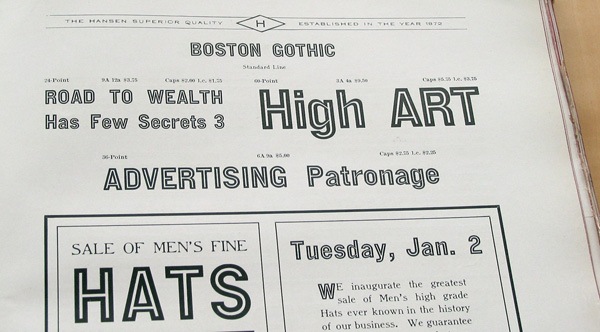 THE HANSEN SUPERIOR QUALITY H ESTABLISHED IN THE YEAR 1872
BOSTON GOTHIC
Standard Line
24-Point 9A 12a $3.75 Caps $2.00 l.c. $1.75
ROAD TO WEALTH
Has Few Secrets 3
60-Point 3A 4a $9.50 Caps $5.75 l.c. $3.75
High ART
36-Point 6A 9a $5.00 Caps $2.75 l.c. $2.25
ADVERTISING Patronage
SALE OF MEN'S FINE
HATS
Tuesday, Jan. 2
WE inaugurate the greatest
sale of Men's high grade
Hats ever known in the history
of our business. We guarantee